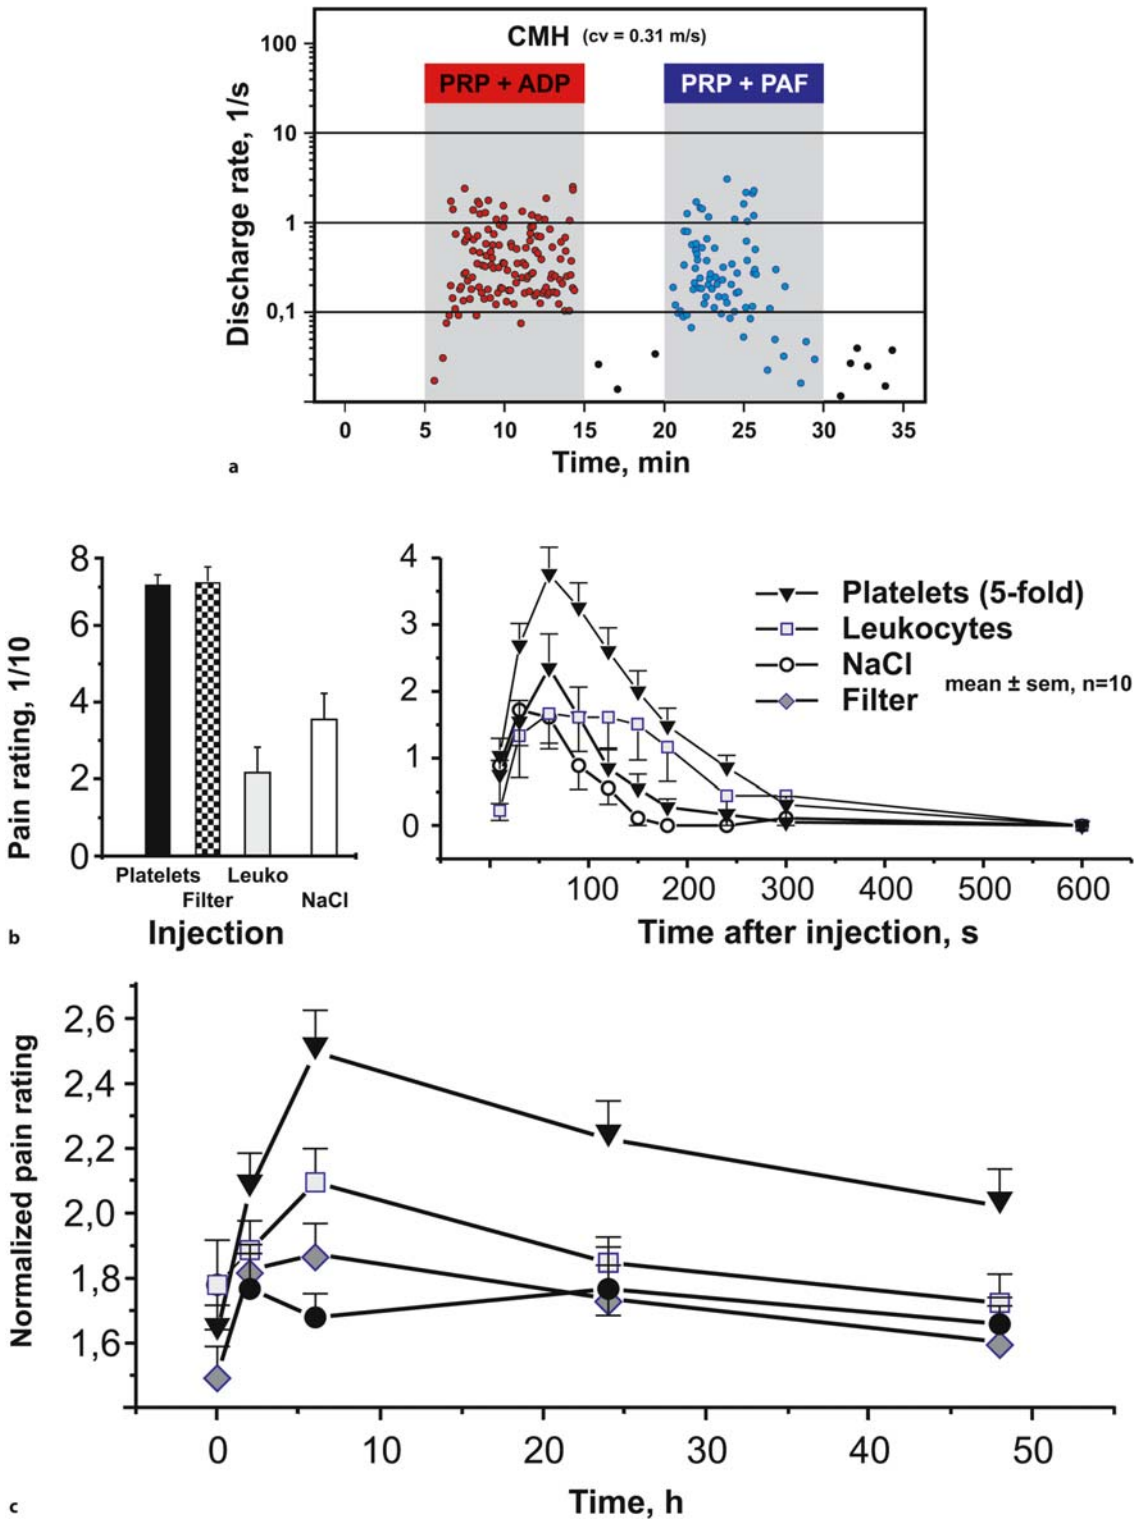 CMH (cv = 0.31 m/s)
PRP + ADP
PRP + PAF
Discharge rate, 1/s
100
10
1
0,1
0 5 10 15 20 25 30 35
Time, min
a
Pain rating, 1/10
8
6
4
2
0
Platelets Leuko
Filter NaCl
Injection
b
4
3
2
1
0
Platelets (5-fold)
Leukocytes
NaCl
Filter
mean ± sem, n=10
100 200 300 400 500 600
Time after injection, s
Normalized pain rating
2,6
2,4
2,2
2,0
1,8
1,6
0 10 20 30 40 50
Time, h
c